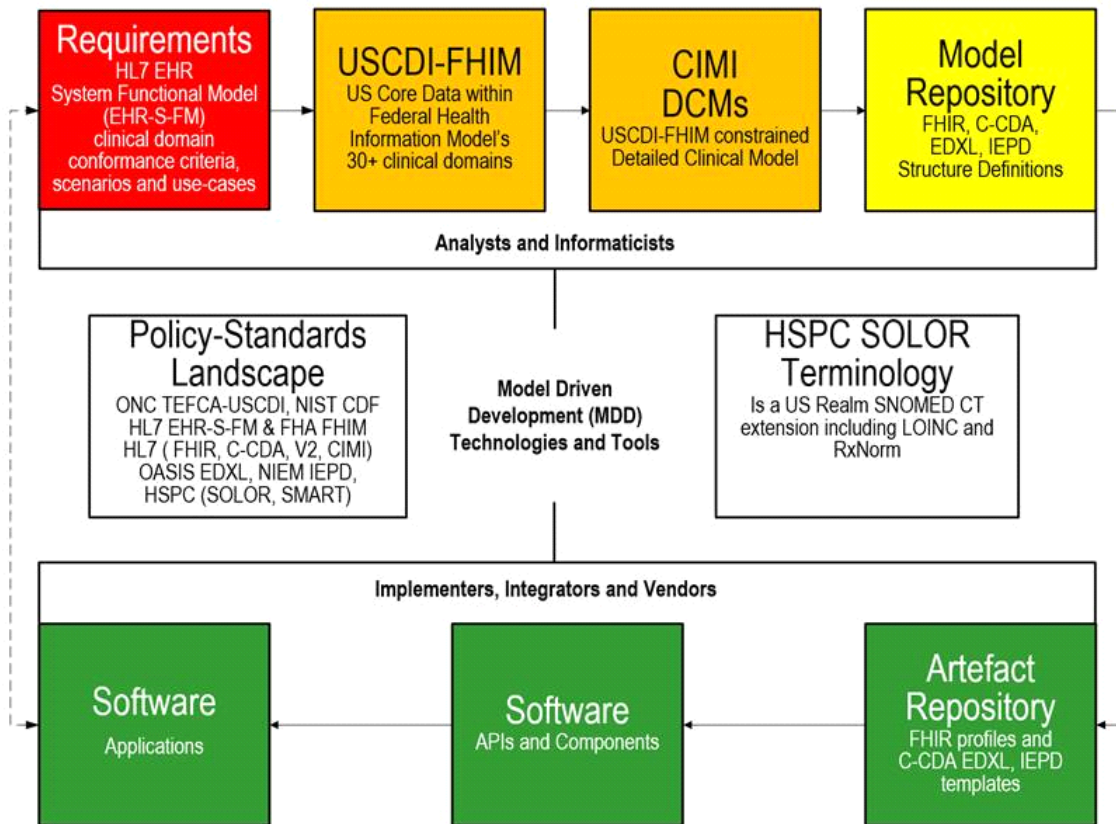 Requirements
HL7 EHR
System Functional Model
(EHR-S-FM)
clinical domain
conformance criteria,
scenarios and use-cases
USCDI-FHIM
US Core Data within
Federal Health
Information Model's
30+ clinical domains
CIMI
DCMs
USCDI-FHIM constrained
Detailed Clinical Model
Model
Repository
FHIR, C-CDA,
EDXL, IEPD
Structure Definitions
Analysts and Informaticists
Policy-Standards
Landscape
ONC TEFCA-USCDI, NIST CDF
HL7 EHR-S-FM & FHA FHIM
HL7 ( FHIR, C-CDA, V2, CIMI)
OASIS EDXL, NIEM IEPD,
HSPC (SOLOR, SMART)
Model Driven
Development (MDD)
Technologies and Tools
HSPC SOLOR
Terminology
Is a US Realm SNOMED CT
extension including LOINC and
RxNorm
Implementers, Integrators and Vendors
Software
Applications
Software
APIs and Components
Artefact
Repository
FHIR profiles and
C-CDA EDXL, IEPD
templates